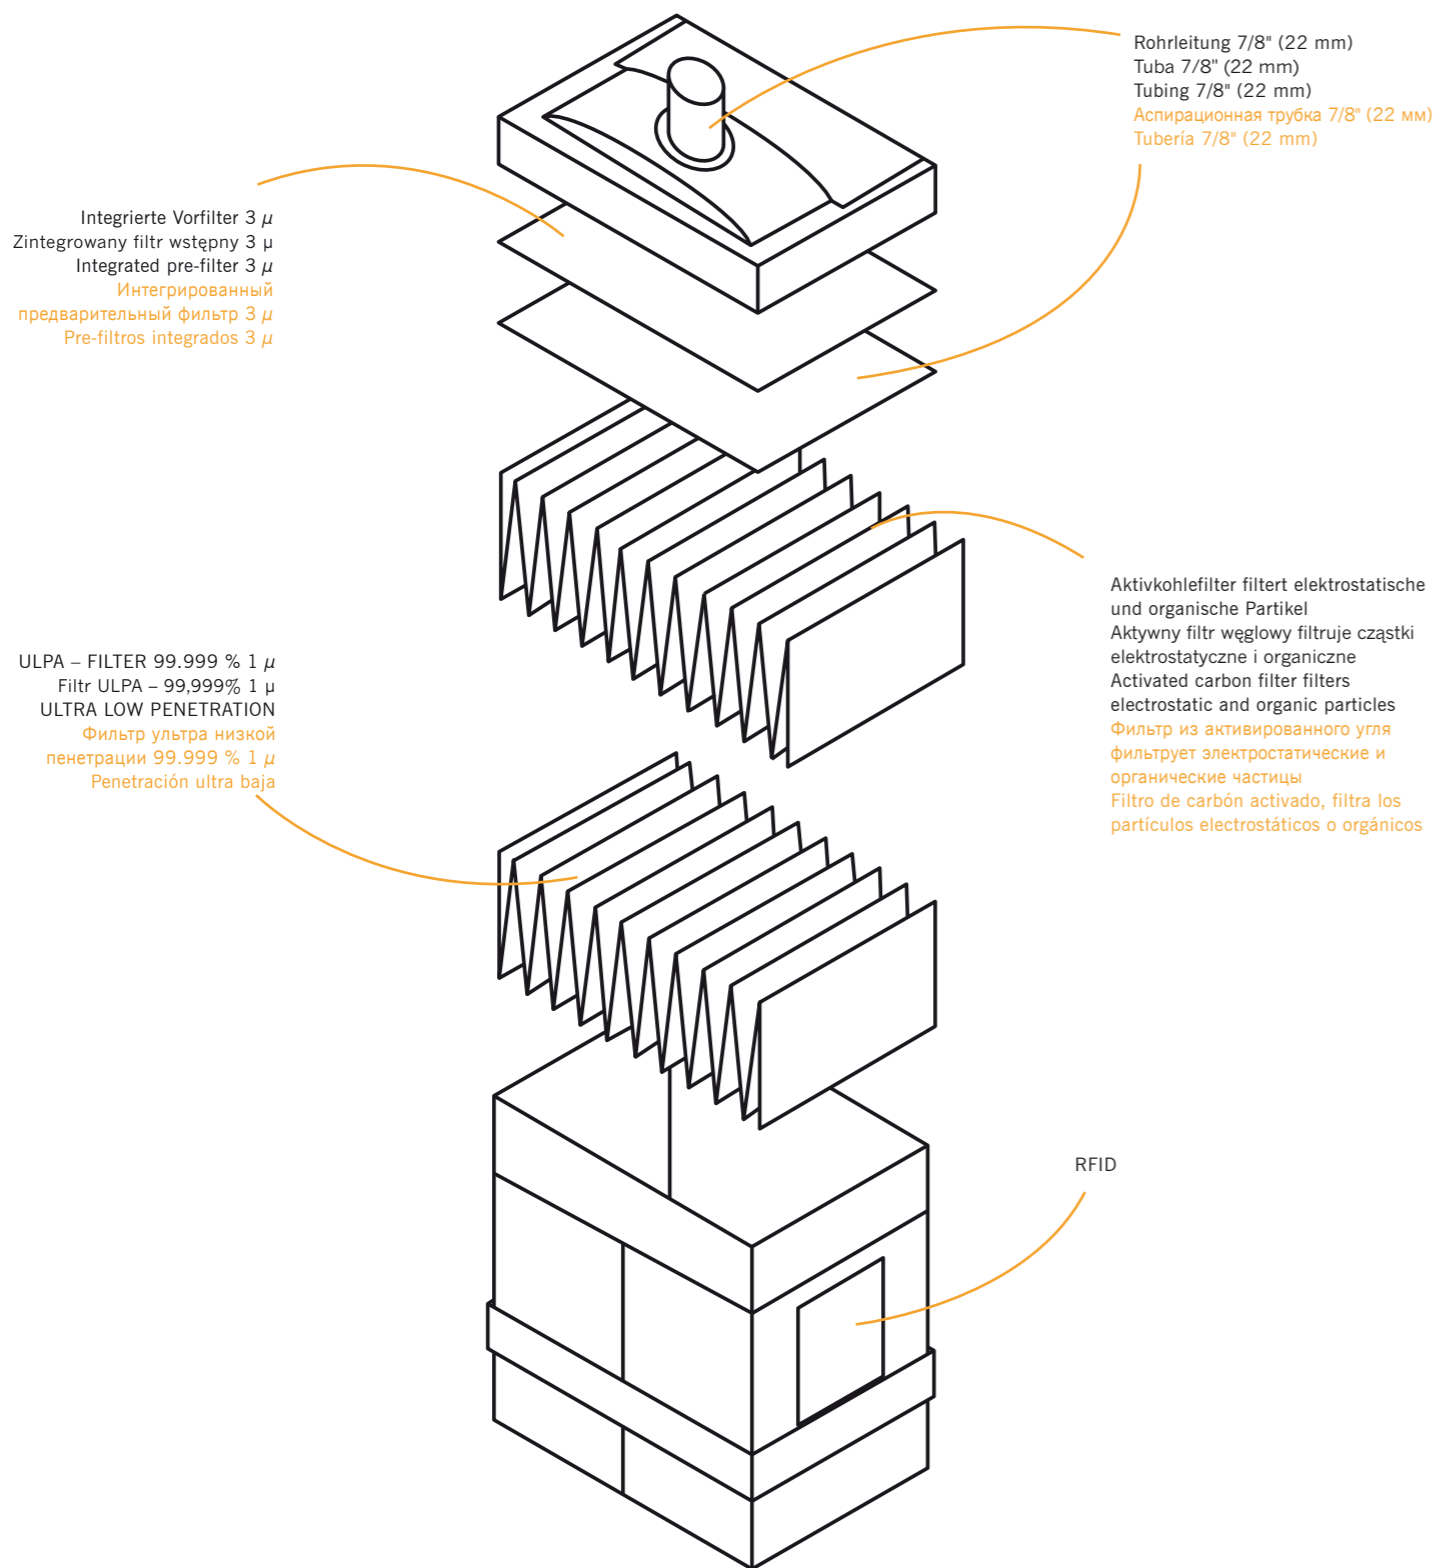 Rohrleitung 7/8" (22 mm)
Tuba 7/8" (22 mm)
Tubing 7/8" (22 mm)
Аспирационная трубка 7/8" (22 мм)
Tubería 7/8" (22 mm)
Integrierte Vorfilter 3 μ
Zintegrowany filtr wstępny 3 μ
Integrated pre-filter 3 μ
Интегрированный
предварительный фильтр 3 μ
Pre-filtros integrados 3 μ
Aktivkohlefilter filtert elektrostatische
und organische Partikel
Aktywny filtr węglowy filtruje cząstki
elektrostatyczne i organiczne
Activated carbon filter filters
electrostatic and organic particles
Фильтр из активированного угля
фильтрует электростатические и
органические частицы
Filtro de carbón activado, filtra los
partículos electrostáticos o orgánicos
ULPA – FILTER 99.999 % 1 μ
Filtr ULPA – 99,999% 1 μ
ULTRA LOW PENETRATION
Фильтр ультра низкой
пенетрации 99.999 % 1 μ
Penetración ultra baja
RFID